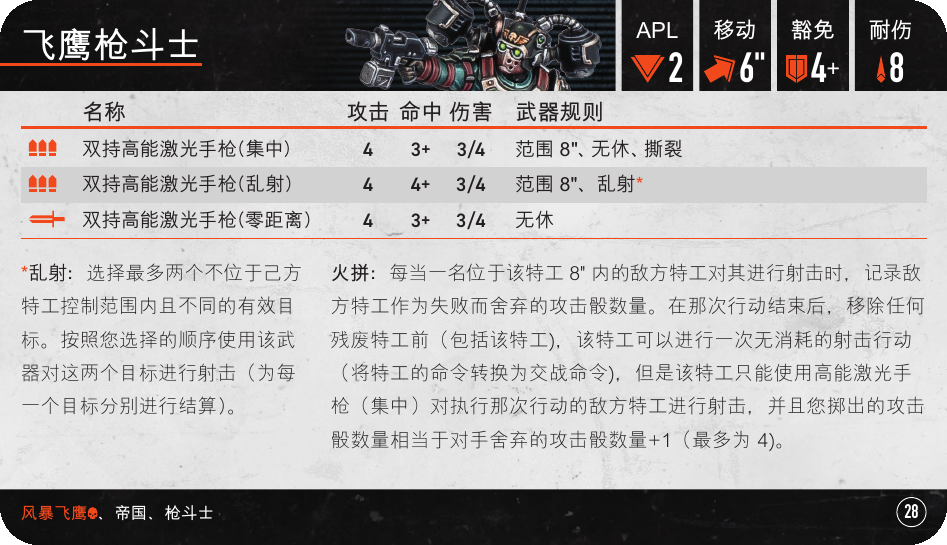 飞鹰枪斗士
APL 移动 豁免 耐伤
2 6" 4+ 8
名称 攻击 命中 伤害 武器规则
双持高能激光手枪(集中) 4 3+ 3/4 范围 8"、无休、撕裂
双持高能激光手枪(乱射) 4 4+ 3/4 范围 8"、乱射*
双持高能激光手枪(零距离) 4 3+ 3/4 无休
*乱射：选择最多两个不位于己方
特工控制范围内且不同的有效目
标。按照您选择的顺序使用该武
器对这两个目标进行射击（为每
一个目标分别进行结算）。
火拼：每当一名位于该特工 8" 内的敌方特工对其进行射击时，记录敌
方特工作为失败而舍弃的攻击骰数量。在那次行动结束后，移除任何
残废特工前（包括该特工)，该特工可以进行一次无消耗的射击行动
（将特工的命令转换为交战命令)，但是该特工只能使用高能激光手
枪（集中）对执行那次行动的敌方特工进行射击，并且您掷出的攻击
骰数量相当于对手舍弃的攻击骰数量+1（最多为 4)。
风暴飞鹰、帝国、枪斗士
28